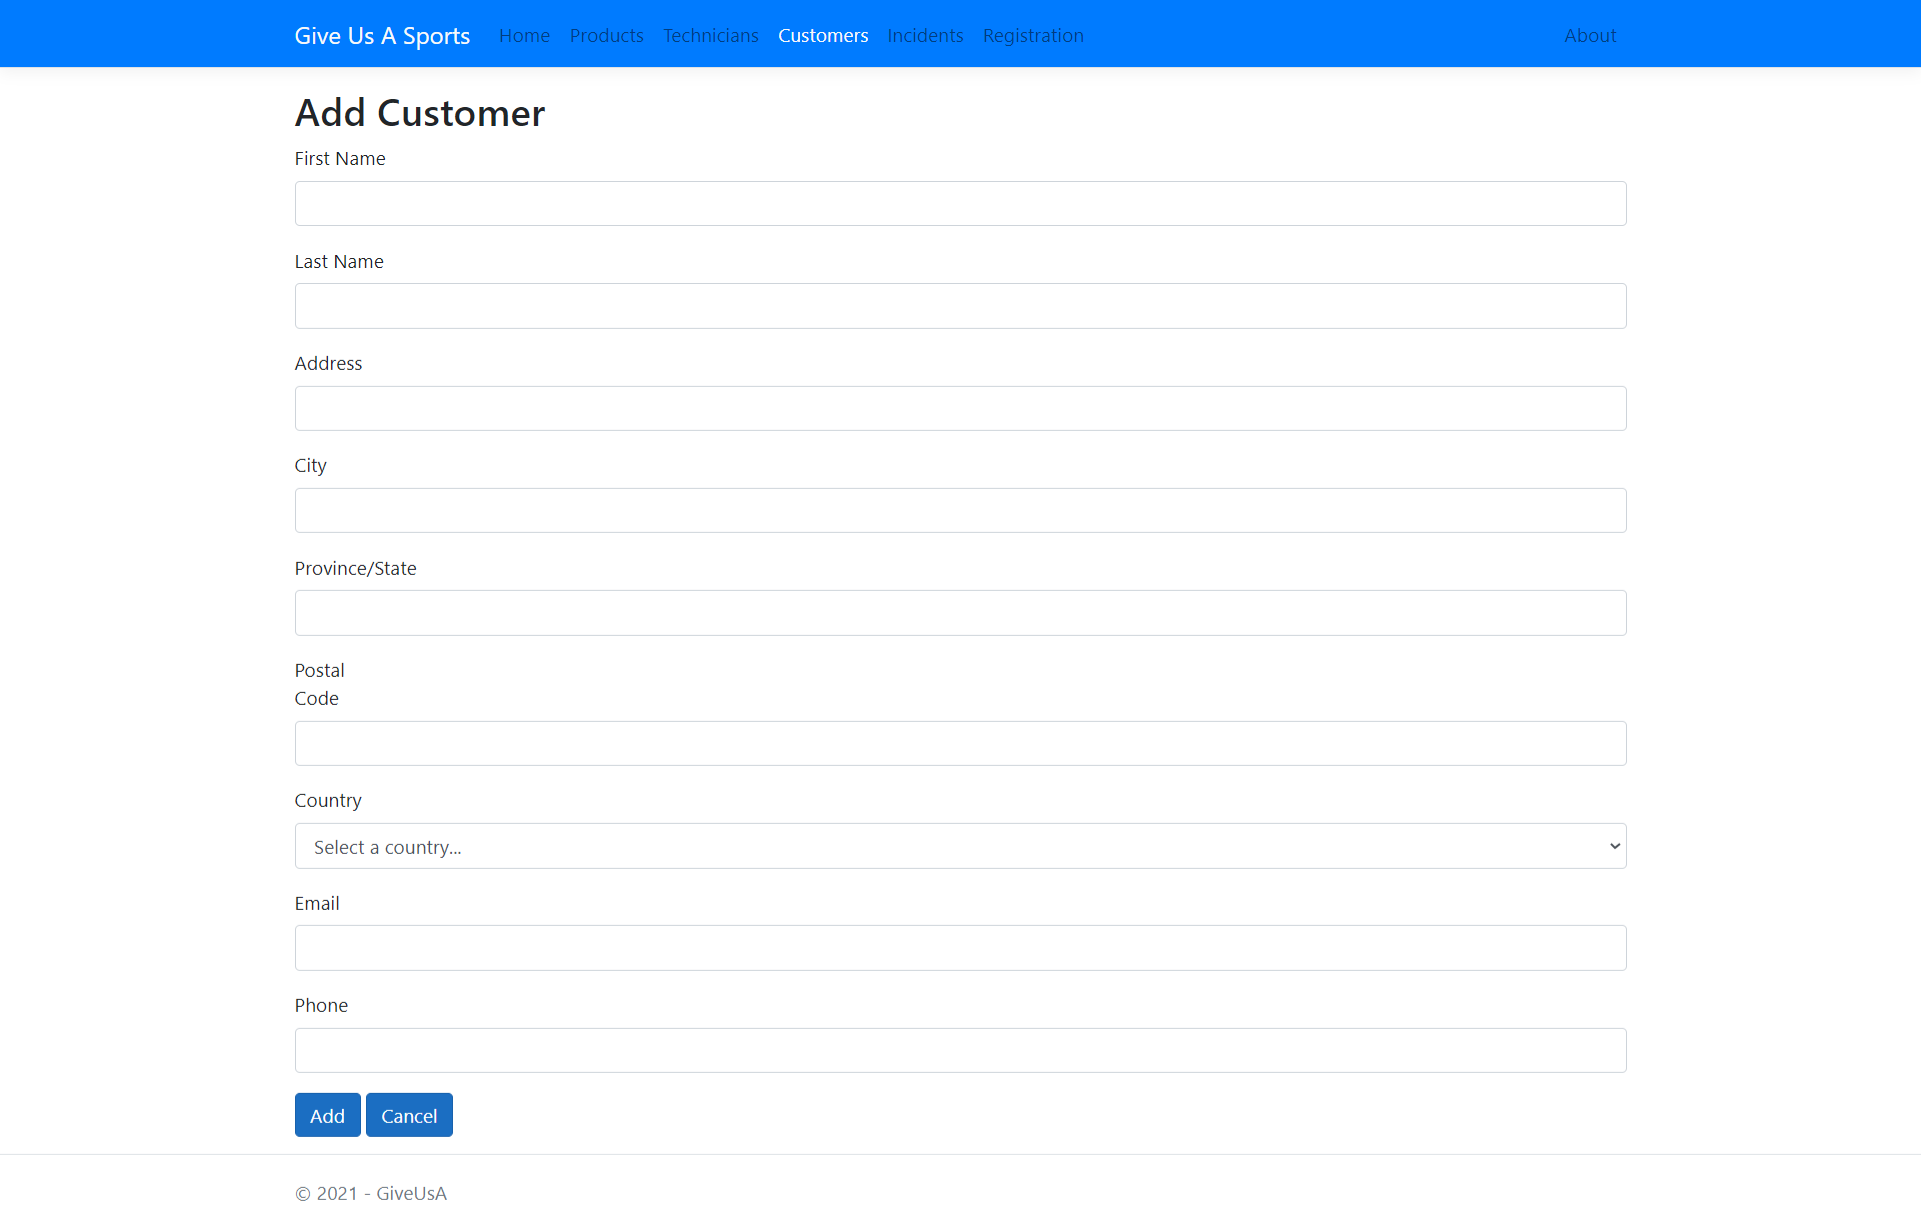 Give Us A Sports Home Products Technicians Customers Incidents Registration About
Add Customer
First Name
Last Name
Address
City
Province/State
Postal
Code
Country
Select a country...
Email
Phone
Add Cancel
© 2021 - GiveUsA